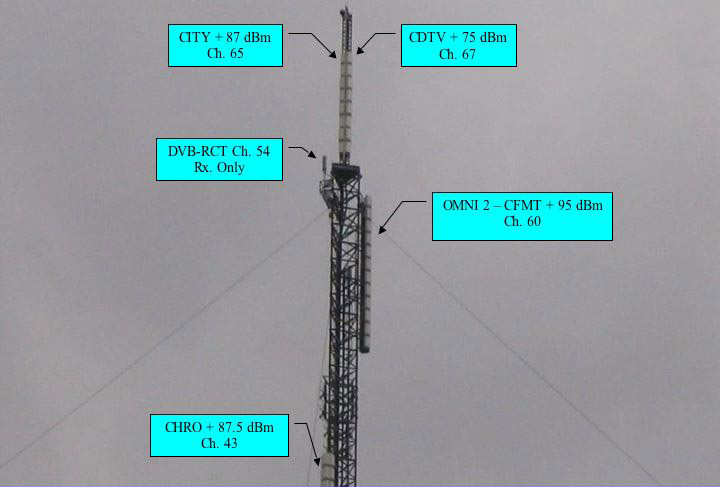 CITY + 87 dBm
Ch. 65
CDTV + 75 dBm
Ch. 67
DVB-RCT Ch. 54
Rx. Only
OMNI 2 – CFMT + 95 dBm
Ch. 60
CHRO + 87.5 dBm
Ch. 43